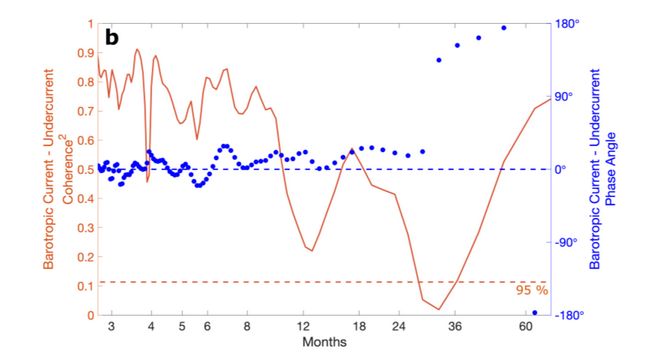 b
1
0.9
0.8
0.7
0.6
0.5
0.4
0.3
0.2
0.1
0
Barotropic Current - Undercurrent
Coherence²
180°
90°
0°
-90°
-180°
Barotropic Current - Undercurrent
Phase Angle
95 %
3 4 5 6 8 12 18 24 36 60
Months